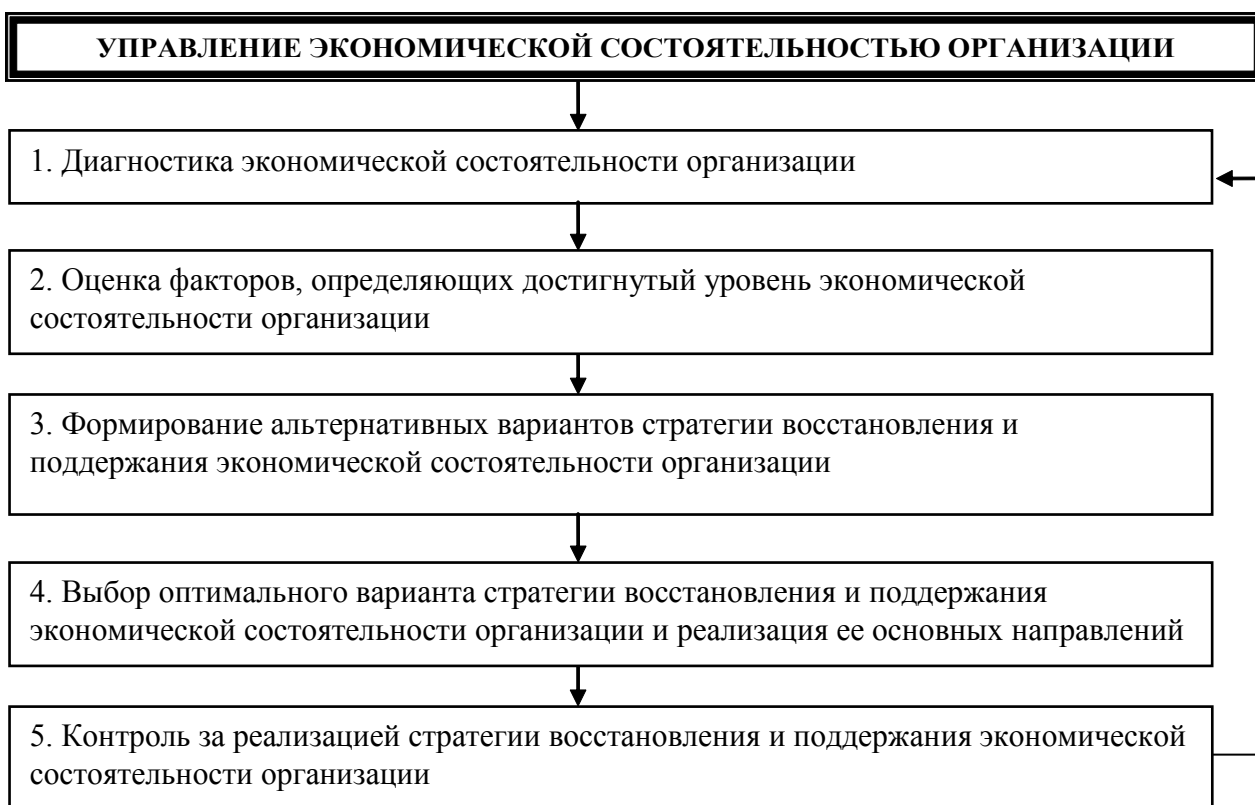 УПРАВЛЕНИЕ ЭКОНОМИЧЕСКОЙ СОСТОЯТЕЛЬНОСТЬЮ ОРГАНИЗАЦИИ
1. Диагностика экономической состоятельности организации
2. Оценка факторов, определяющих достигнутый уровень экономической
состоятельности организации
3. Формирование альтернативных вариантов стратегии восстановления и
поддержания экономической состоятельности организации
4. Выбор оптимального варианта стратегии восстановления и поддержания
экономической состоятельности организации и реализация ее основных направлений
5. Контроль за реализацией стратегии восстановления и поддержания экономической
состоятельности организации